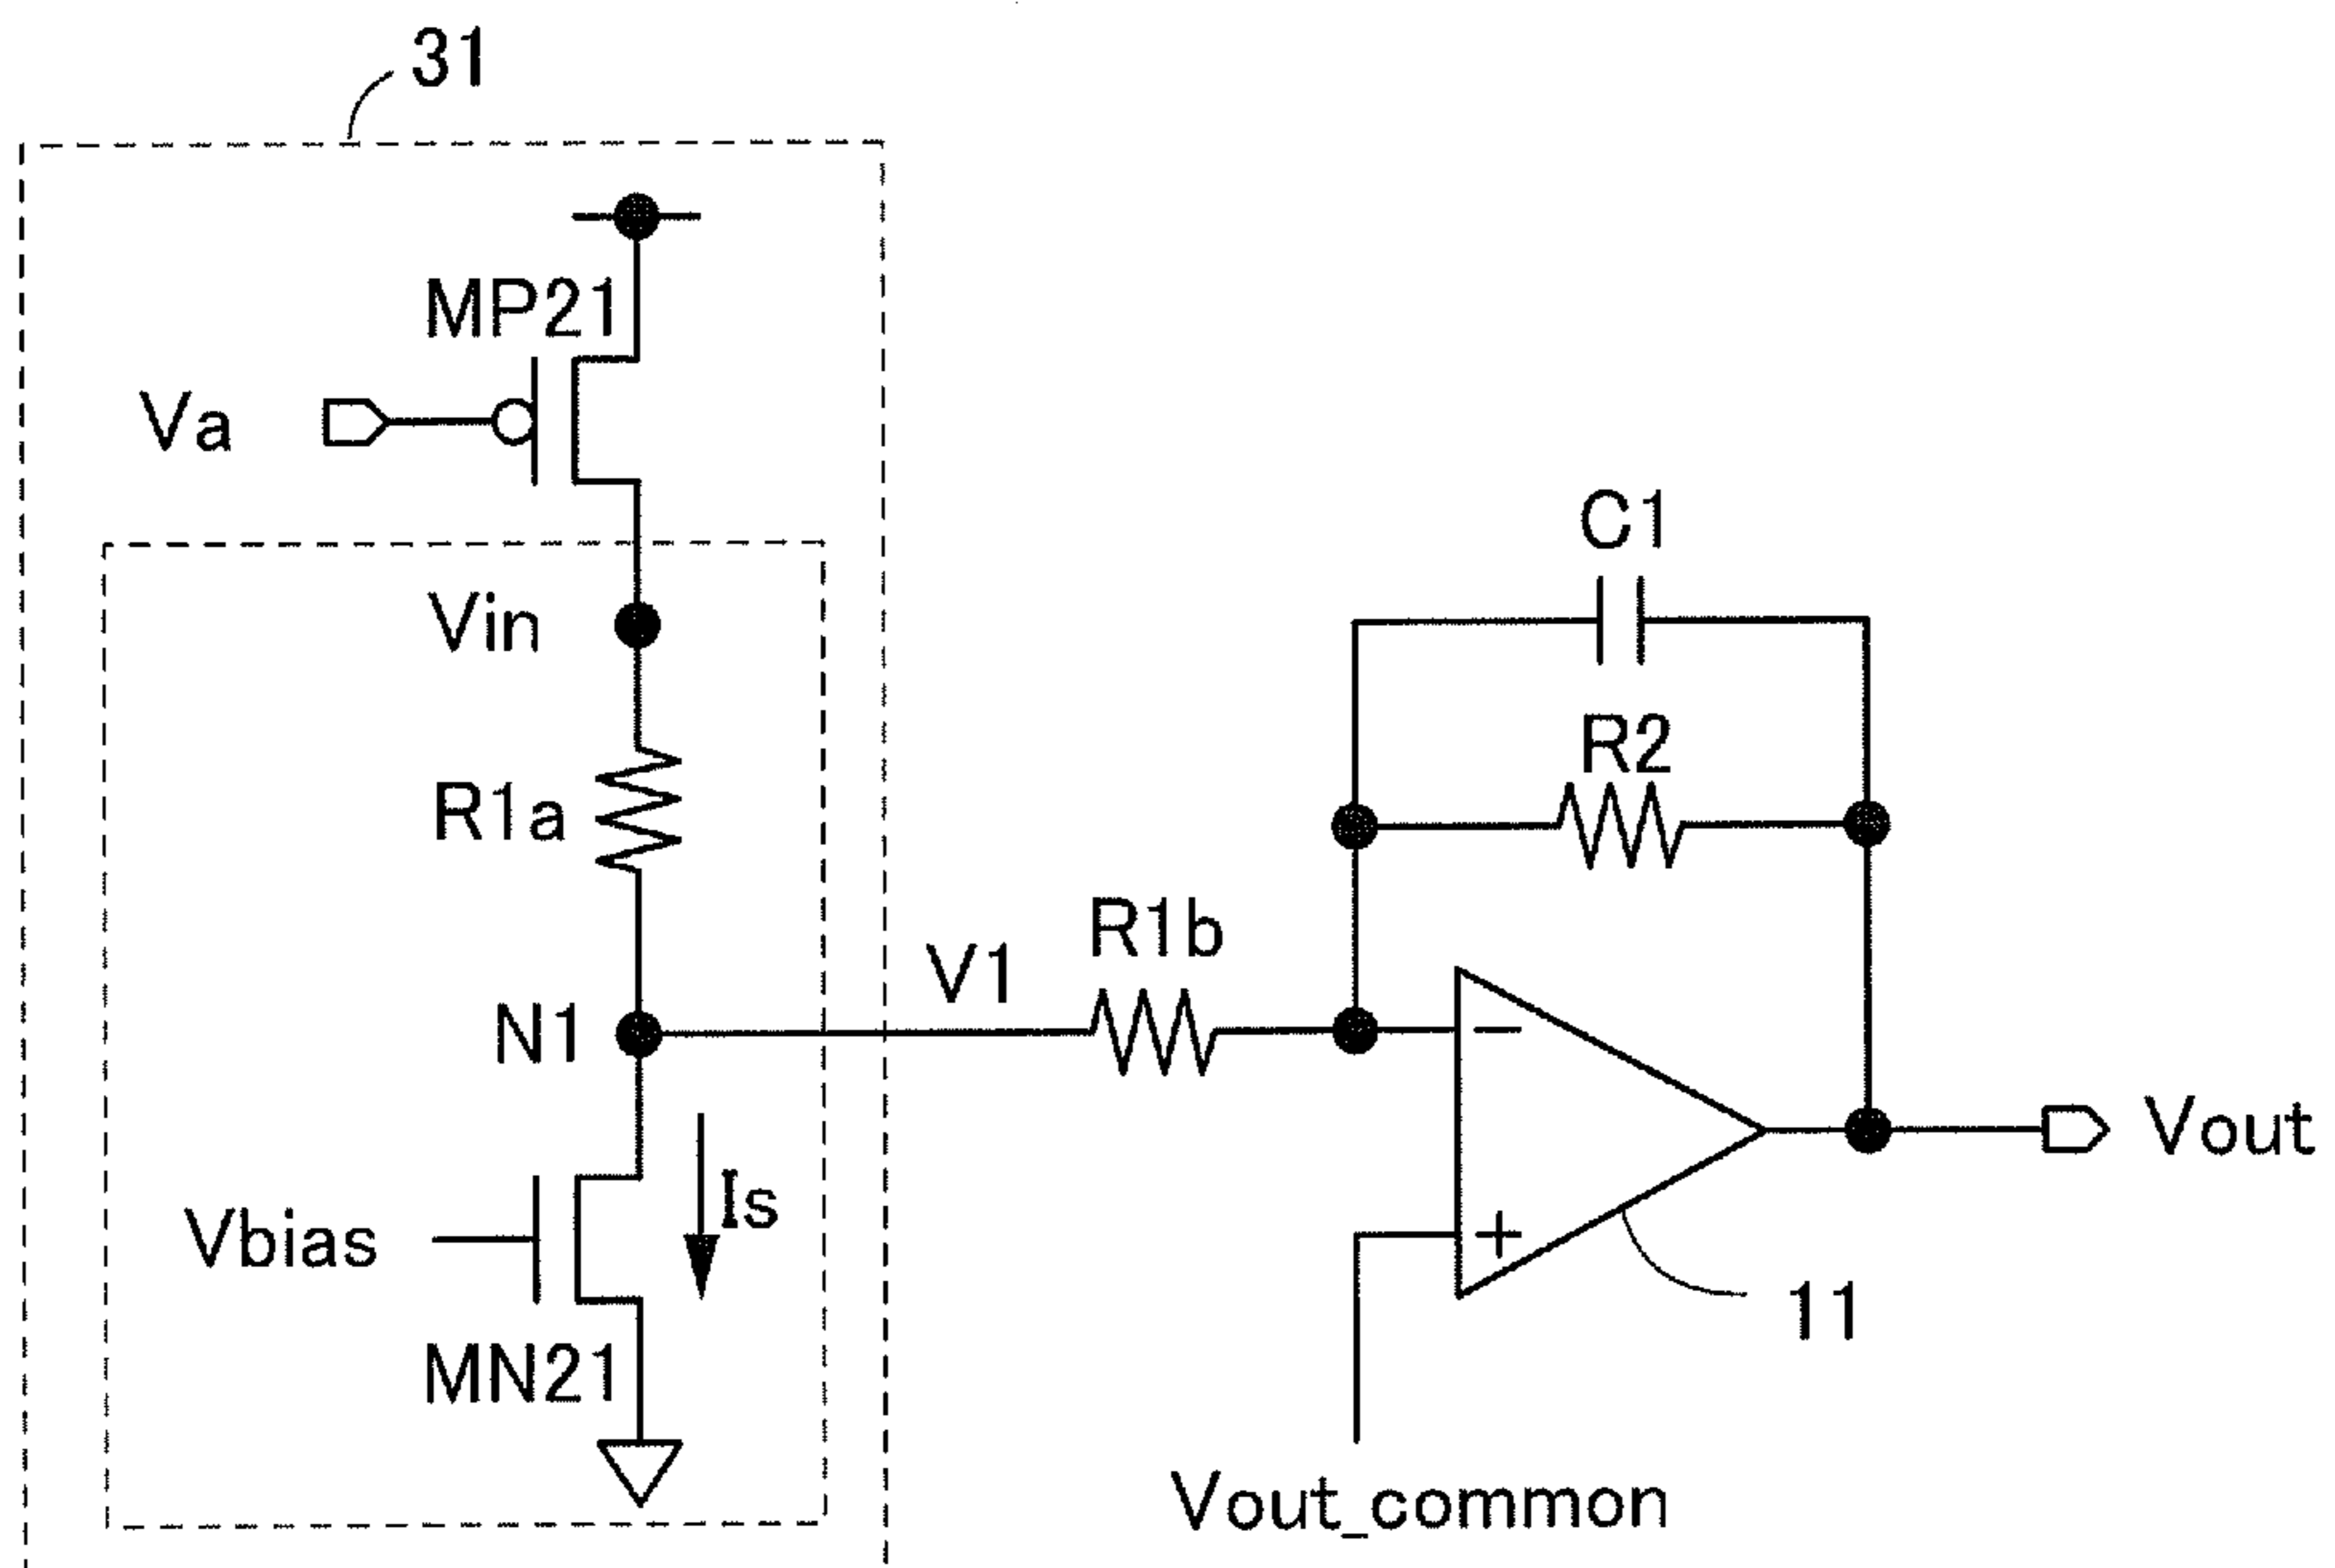 31
MP21
Va
C1
Vin
R2
R1a
R1b
V1
N1
−
Vout
Is
Vbias
+
11
MN21
Vout_common